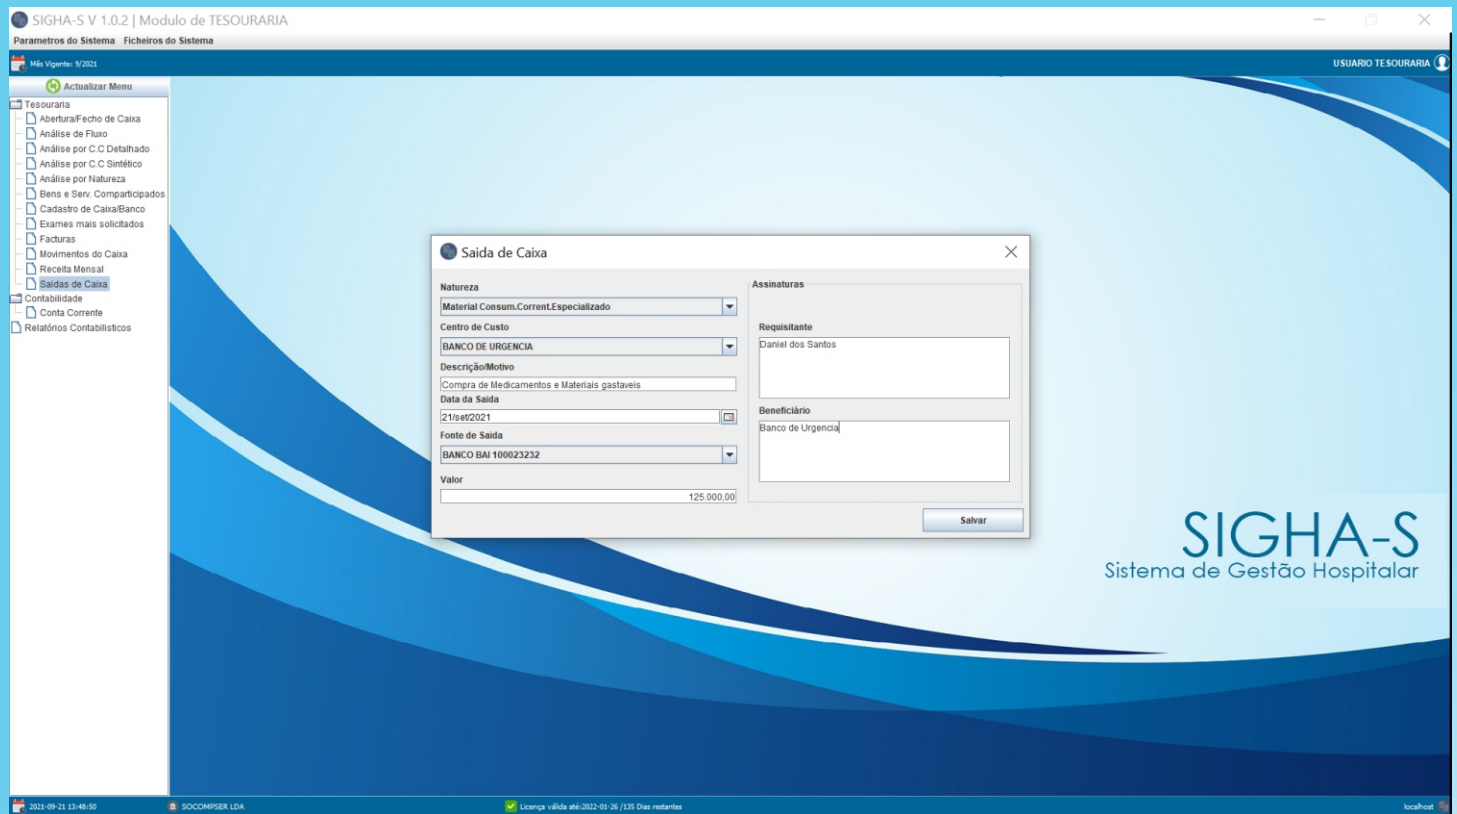 SIGHA-S V 1.0.2 | Modulo de TESOURARIA
Parametros do Sistema Ficheiros do Sistema
Mês Vigente: 9/2021
USUARIO TESOURARIA
Actualizar Menu
Tesouraria
Abertura/Fecho de Caixa
Análise de Fluxo
Análise por C.C Detalhado
Análise por C.C Sintético
Análise por Natureza
Bens e Serv. Comparticipados
Cadastro de Caixa/Banco
Exames mais solicitados
Facturas
Movimentos do Caixa
Receita Mensal
Saidas de Caixa
Contabilidade
Conta Corrente
Relatórios Contabilisticos
Saida de Caixa
Natureza
Material Consum.Corrent.Especializado
Centro de Custo
BANCO DE URGENCIA
Descrição/Motivo
Compra de Medicamentos e Materiais gastaveis
Data da Saida
21/set/2021
Fonte de Saida
BANCO BAI 100023232
Valor
125.000,00
Assinaturas
Requisitante
Daniel dos Santos
Beneficiário
Banco de Urgencia
Salvar
SIGHA-S
Sistema de Gestão Hospitalar
2021-09-21 13:48:50
SOCOMPSER LDA
Licença válida até:2022-01-26 /135 Dias restantes
localhost